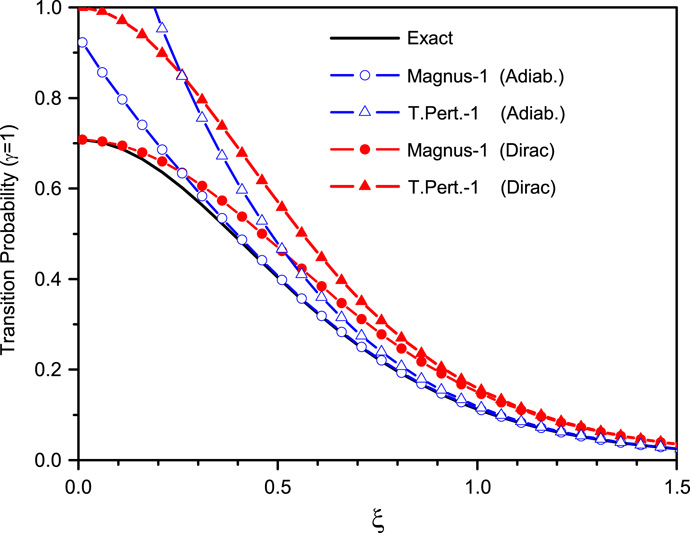 Transition Probability (γ=1)
1.0
0.8
0.6
0.4
0.2
0.0
Exact
Magnus-1 (Adiab.)
T.Pert.-1 (Adiab.)
Magnus-1 (Dirac)
T.Pert.-1 (Dirac)
0.0 0.5 1.0 1.5
ξ